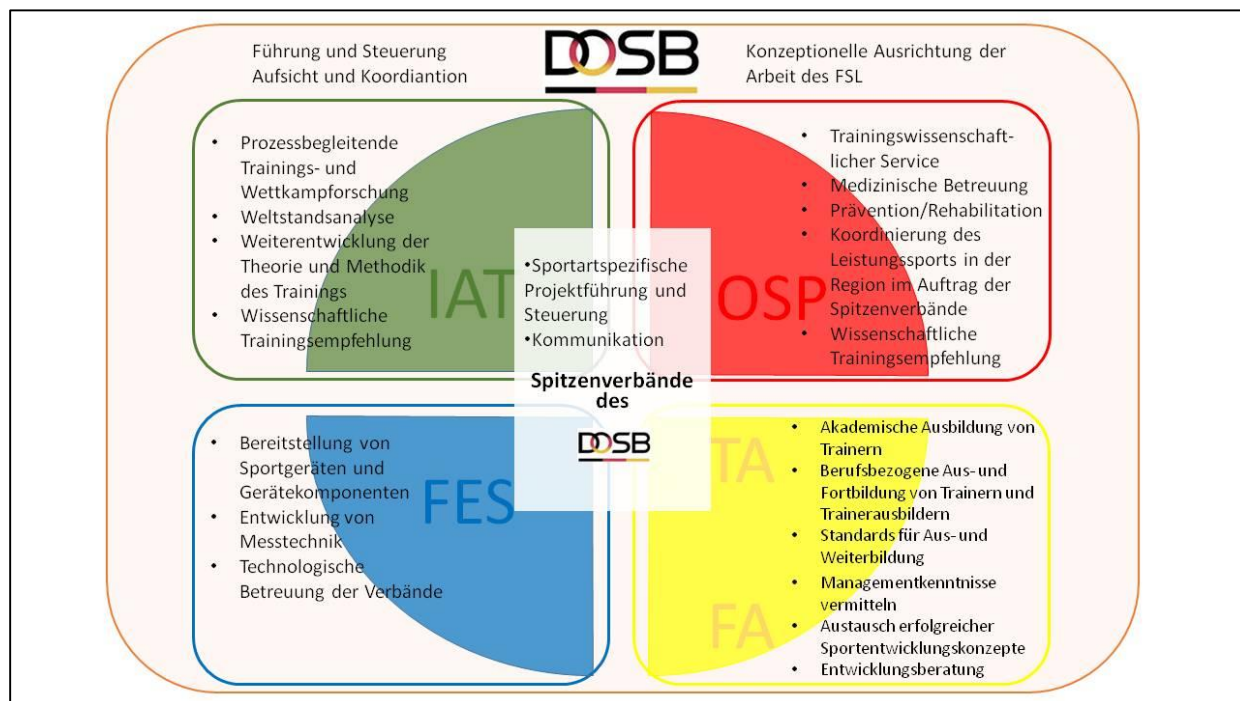 Führung und Steuerung
Aufsicht und Koordiantion
DOSB
Konzeptionelle Ausrichtung der
Arbeit des FSL
• Prozessbegleitende
Trainings- und
Wettkampforschung
• Weltstandsanalyse
• Weiterentwicklung der
Theorie und Methodik
des Trainings
• Wissenschaftliche
Trainingsempfehlung
IAT
• Trainingswissenschaft-
licher Service
• Medizinische Betreuung
• Prävention/Rehabilitation
• Koordinierung des
Leistungssports in der
Region im Auftrag der
Spitzenverbände
• Wissenschaftliche
Trainingsempfehlung
OSP
•Sportartspezifische
Projektführung und
Steuerung
•Kommunikation
Spitzenverbände
des
DOSB
• Bereitstellung von
Sportgeräten und
Gerätekomponenten
• Entwicklung von
Messtechnik
• Technologische
Betreuung der Verbände
FES
TA
• Akademische Ausbildung von
Trainern
• Berufsbezogene Aus- und
Fortbildung von Trainern und
Trainerausbildern
• Standards für Aus- und
Weiterbildung
• Managementkenntnisse
vermitteln
• Austausch erfolgreicher
Sportentwicklungskonzepte
• Entwicklungsberatung
FA